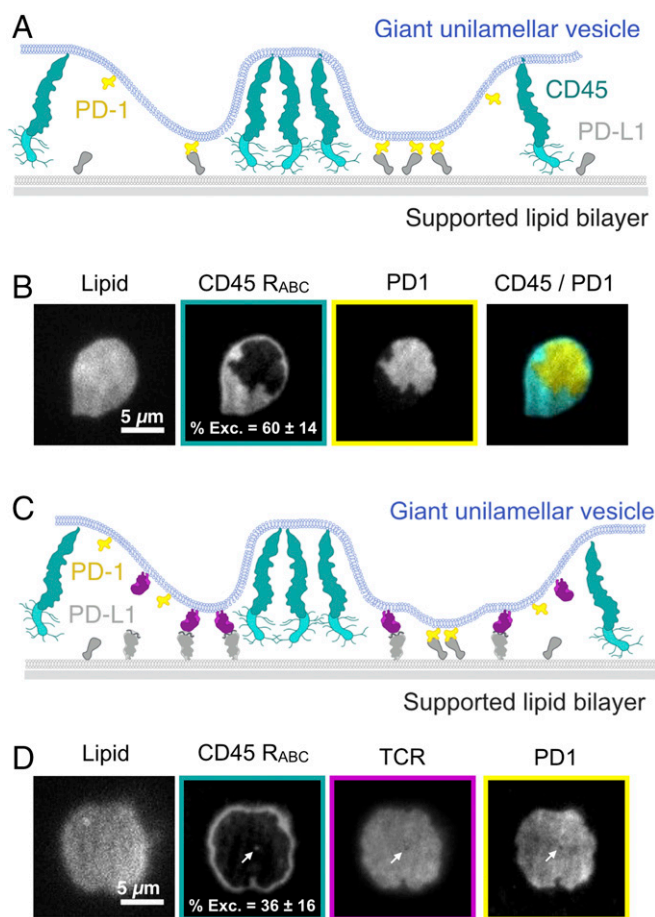 A
Giant unilamellar vesicle
PD-1
CD45
PD-L1
Supported lipid bilayer
B
Lipid
CD45 RABC
PD1
CD45 / PD1
5 µm
% Exc. = 60 ± 14
C
Giant unilamellar vesicle
PD-1
PD-L1
Supported lipid bilayer
D
Lipid
CD45 RABC
TCR
PD1
5 µm
% Exc. = 36 ± 16